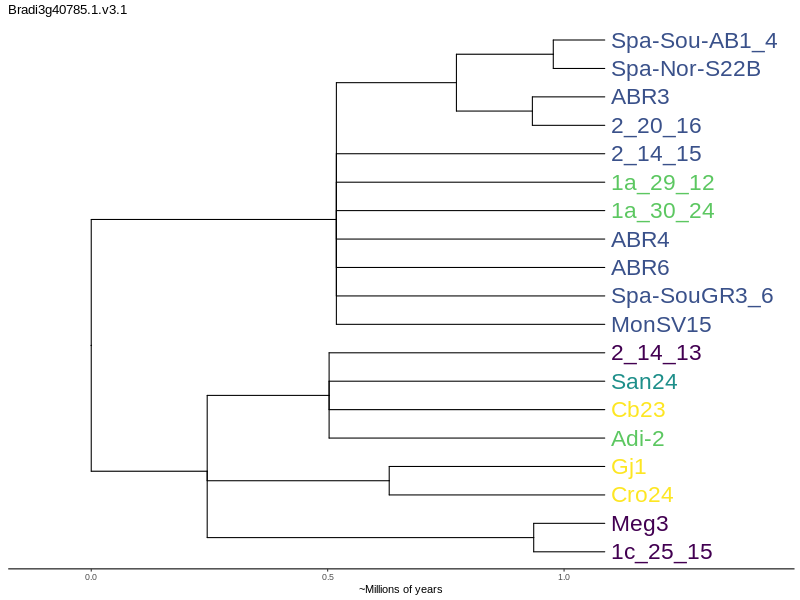 Bradi3g40785.1.v3.1
Spa-Sou-AB1_4
Spa-Nor-S22B
ABR3
2_20_16
2_14_15
1a_29_12
1a_30_24
ABR4
ABR6
Spa-SouGR3_6
MonSV15
2_14_13
San24
Cb23
Adi-2
Gj1
Cro24
Meg3
1c_25_15
0.0 0.5 1.0
~Millions of years